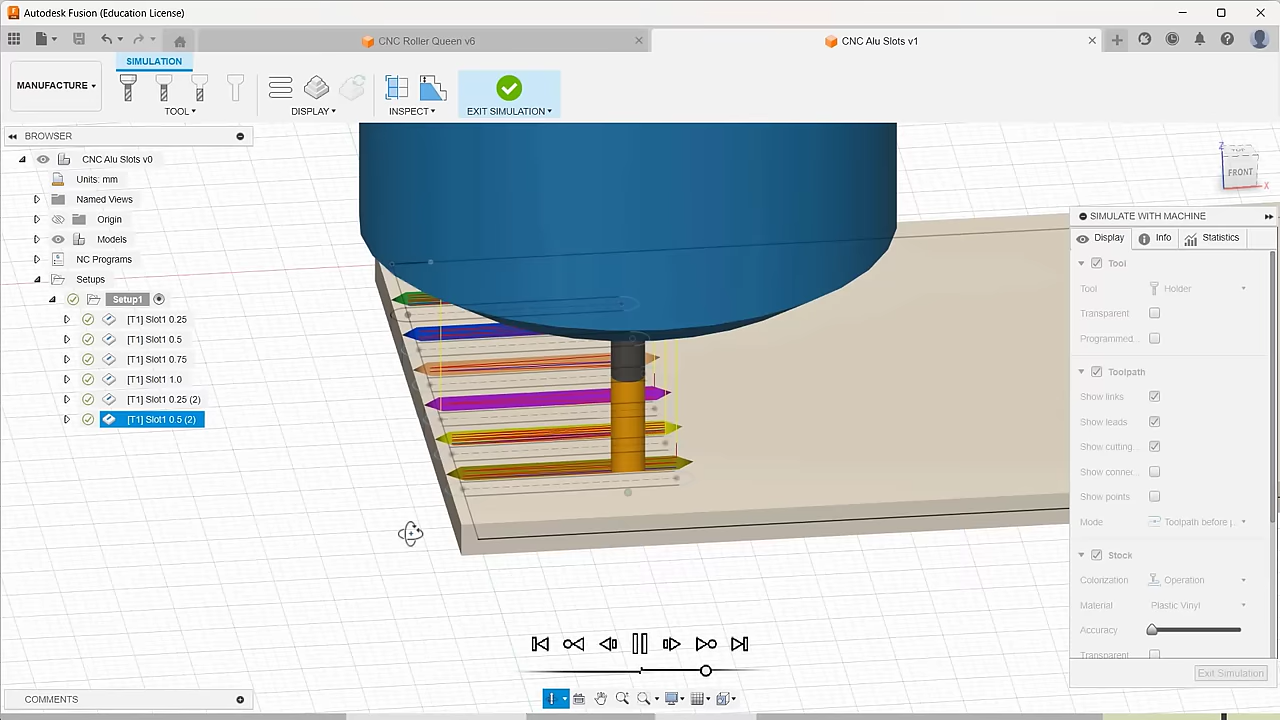 Autodesk Fusion (Education License)
CNC Roller Queen v6
CNC Alu Slots v1
MANUFACTURE
SIMULATION
TOOL
DISPLAY
INSPECT
EXIT SIMULATION
BROWSER
CNC Alu Slots v0
Units: mm
Named Views
Origin
Models
NC Programs
Setups
Setup1
[T1] Slot1 0.25
[T1] Slot1 0.5
[T1] Slot1 0.75
[T1] Slot1 1.0
[T1] Slot1 0.25 (2)
[T1] Slot1 0.5 (2)
Z
FRONT
X
SIMULATE WITH MACHINE
Display
Info
Statistics
Tool
Tool
Holder
Transparent
Programmed...
Toolpath
Show links
Show leads
Show cutting...
Show connec...
Show points
Mode
Toolpath before p
Stock
Colorization
Operation
Material
Plastic Vinyl
Accuracy
Transparent
Exit Simulation
COMMENTS